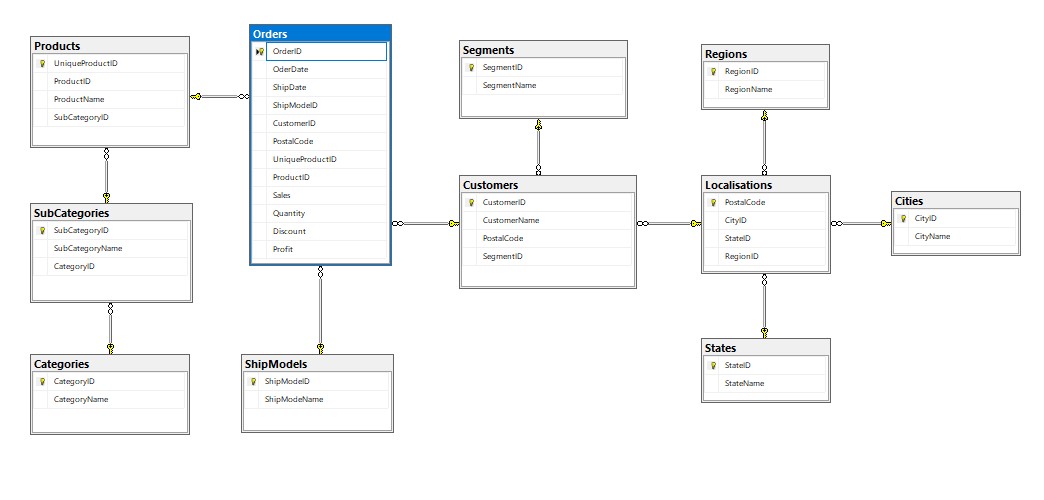 Products
UniqueProductID
ProductID
ProductName
SubCategoryID
Orders
OrderID
OderDate
ShipDate
ShipModelID
CustomerID
PostalCode
UniqueProductID
ProductID
Sales
Quantity
Discount
Profit
Segments
SegmentID
SegmentName
Regions
RegionID
RegionName
SubCategories
SubCategoryID
SubCategoryName
CategoryID
Customers
CustomerID
CustomerName
PostalCode
SegmentID
Localisations
PostalCode
CityID
StateID
RegionID
Cities
CityID
CityName
Categories
CategoryID
CategoryName
ShipModels
ShipModeID
ShipModeName
States
StateID
StateName